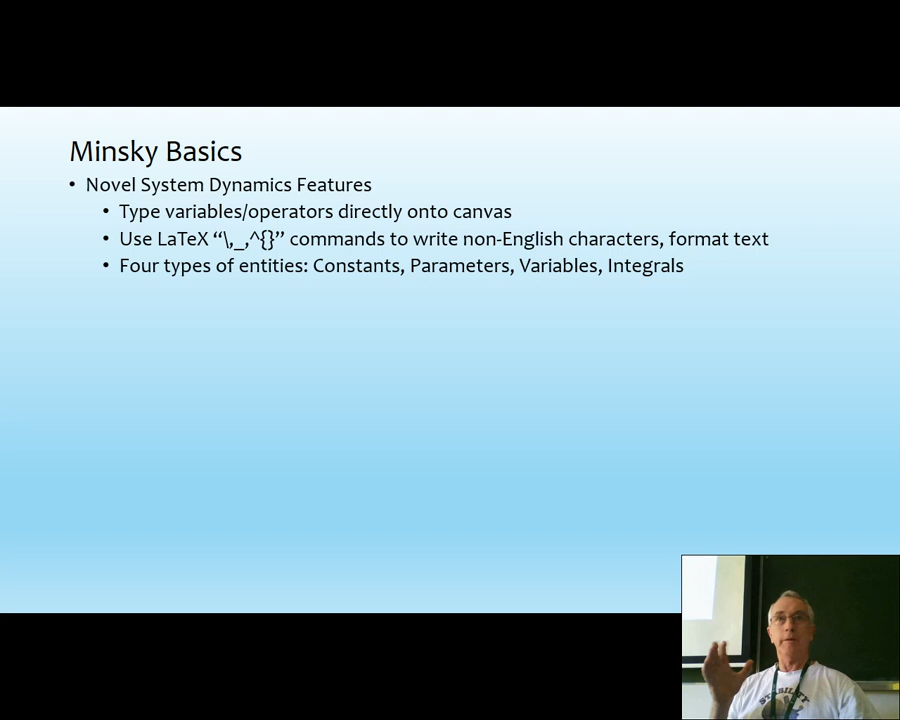 Minsky Basics
• Novel System Dynamics Features
• Type variables/operators directly onto canvas
• Use LaTeX “\,_,^{}” commands to write non-English characters, format text
• Four types of entities: Constants, Parameters, Variables, Integrals
STABILITY